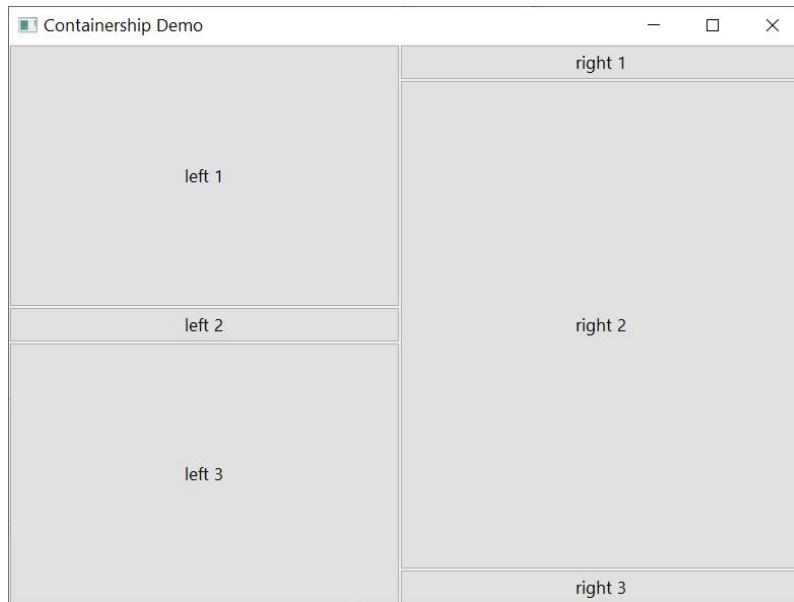 Containership Demo
left 1
left 2
left 3
right 1
right 2
right 3